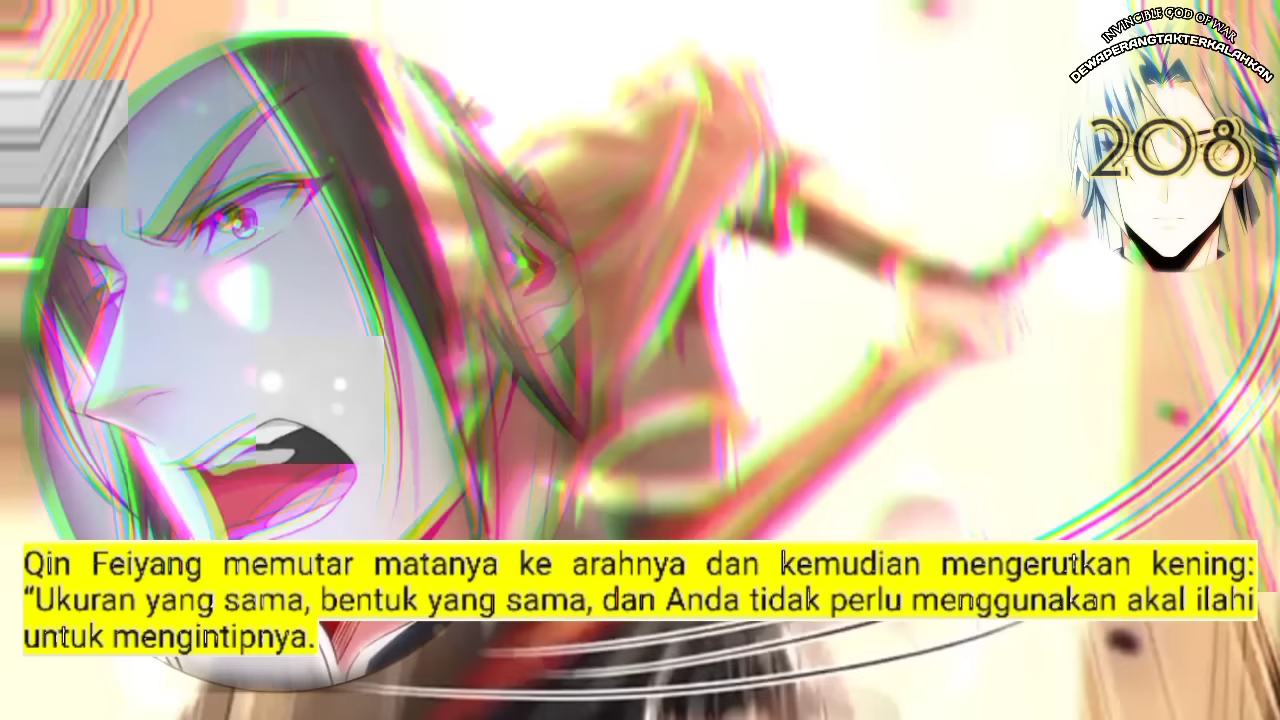 INVINCIBLE GOD OF WAR
DEWAPERANGTAKTERKALAHKAN
208
Qin Feiyang memutar matanya ke arahnya dan kemudian mengerutkan kening:
“Ukuran yang sama, bentuk yang sama, dan Anda tidak perlu menggunakan akal ilahi
untuk mengintipnya.